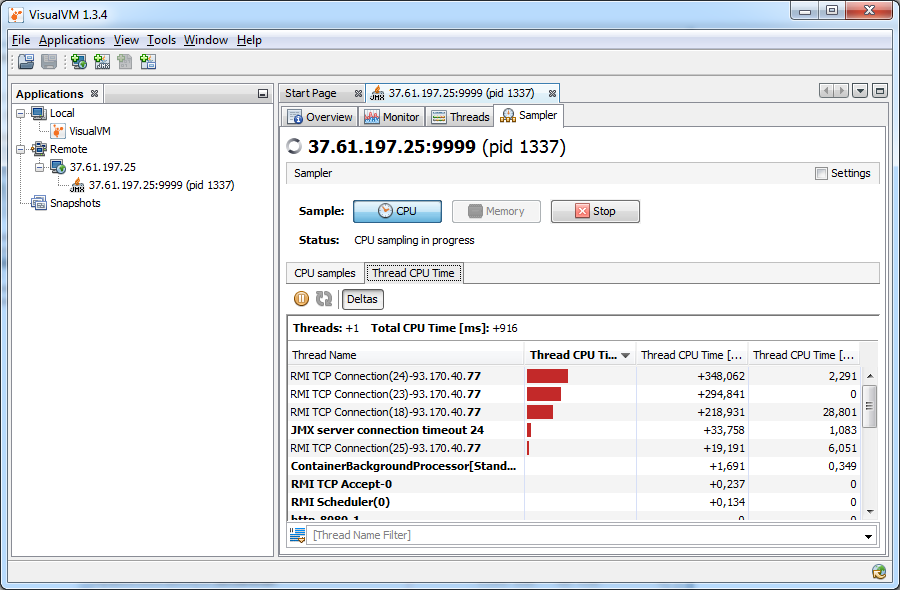 VisualVM 1.3.4
File Applications View Tools Window Help
Applications
Local
VisualVM
Remote
37.61.197.25
37.61.197.25:9999 (pid 1337)
Snapshots
Start Page JMX 37.61.197.25:9999 (pid 1337)
Overview Monitor Threads Sampler
37.61.197.25:9999 (pid 1337)
Sampler Settings
Sample: CPU Memory Stop
Status: CPU sampling in progress
CPU samples Thread CPU Time
Deltas
Threads: +1 Total CPU Time [ms]: +916
Thread Name Thread CPU Ti... Thread CPU Time [... Thread CPU Time [...
RMI TCP Connection(24)-93.170.40.77 +348,062 2,291
RMI TCP Connection(23)-93.170.40.77 +294,841 0
RMI TCP Connection(18)-93.170.40.77 +218,931 28,801
JMX server connection timeout 24 +33,758 1,083
RMI TCP Connection(25)-93.170.40.77 +19,191 6,051
ContainerBackgroundProcessor[Stand... +1,691 0,349
RMI TCP Accept-0 +0,237 0
RMI Scheduler(0) +0,134 0
http-8080-1 0 0
[Thread Name Filter]